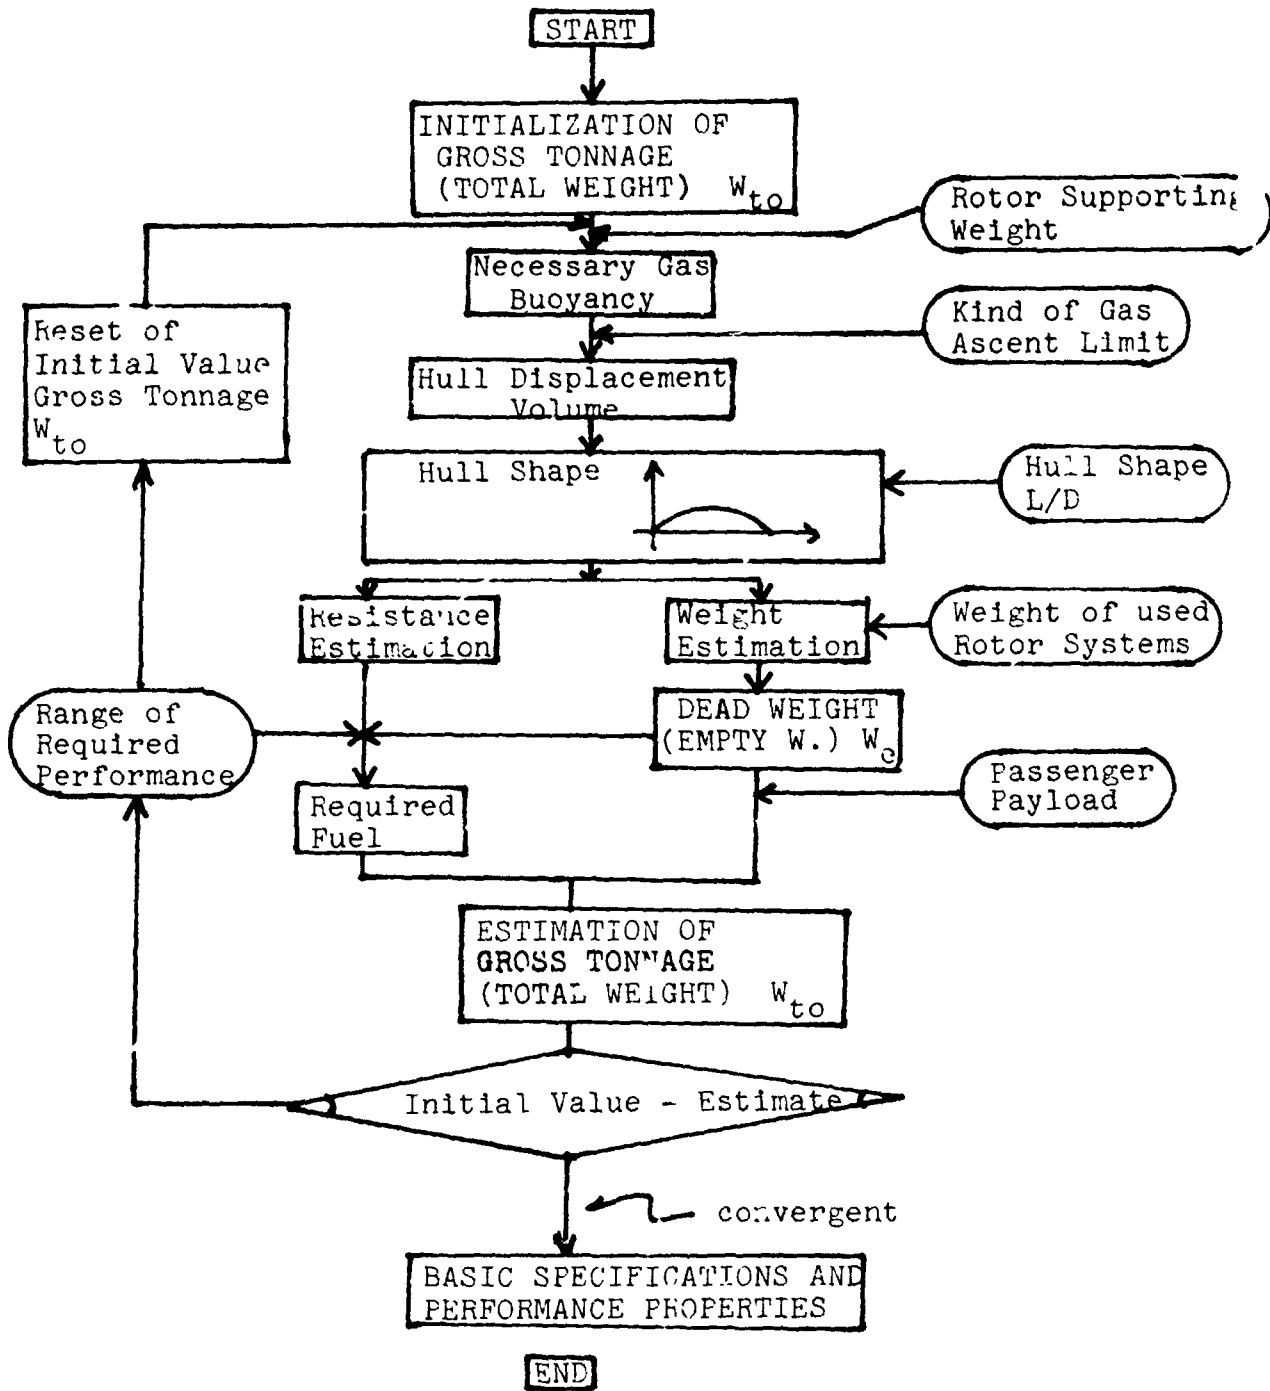 START
INITIALIZATION OF
GROSS TONNAGE
(TOTAL WEIGHT) Wto
Rotor Supporting
Weight
Necessary Gas
Buoyancy
Kind of Gas
Ascent Limit
Reset of
Initial Value
Gross Tonnage
Wto
Hull Displacement
Volume
Hull Shape
Hull Shape
L/D
Resistance
Estimation
Weight
Estimation
Weight of used
Rotor Systems
Range of
Required
Performance
DEAD WEIGHT
(EMPTY W.) We
Passenger
Payload
Required
Fuel
ESTIMATION OF
GROSS TONNAGE
(TOTAL WEIGHT) Wto
Initial Value - Estimate
convergent
BASIC SPECIFICATIONS AND
PERFORMANCE PROPERTIES
END